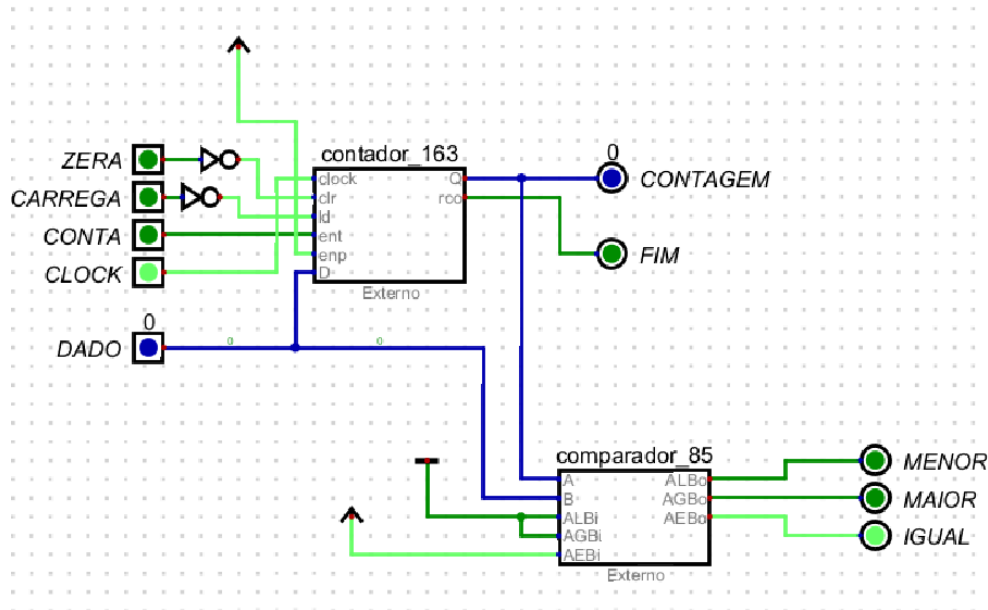 ZERA
CARREGA
CONTA
CLOCK
0
DADO
contador_163
clock
clr
ld
ent
enp
D
Q
rco
Externo
0
CONTAGEM
FIM
0
0
comparador_85
A
B
ALBi
AGBi
AEBi
ALBo
AGBo
AEBo
Externo
MENOR
MAIOR
IGUAL